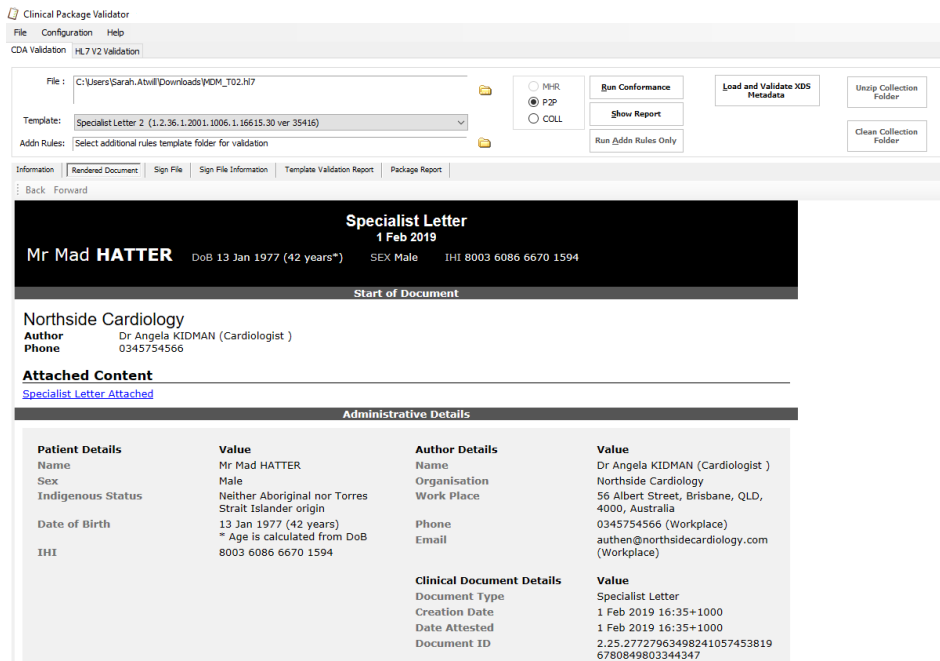 Clinical Package Validator
File Configuration Help
CDA Validation HL7 V2 Validation
File : C:\Users\Sarah.Atwill\Downloads\MDM_T02.hl7
MHR
P2P
COLL
Run Conformance
Show Report
Run Addn Rules Only
Load and Validate XDS
Metadata
Unzip Collection
Folder
Clean Collection
Folder
Template: Specialist Letter 2 (1.2.36.1.2001.1006.1.16615.30 ver 35416)
Addn Rules: Select additional rules template folder for validation
Information Rendered Document Sign File Sign File Information Template Validation Report Package Report
Back Forward
Specialist Letter
1 Feb 2019
Mr Mad HATTER DoB 13 Jan 1977 (42 years*) SEX Male IHI 8003 6086 6670 1594
Start of Document
Northside Cardiology
Author Dr Angela KIDMAN (Cardiologist )
Phone 0345754566
Attached Content
Specialist Letter Attached
Administrative Details
Patient Details Value
Name Mr Mad HATTER
Sex Male
Indigenous Status Neither Aboriginal nor Torres
Strait Islander origin
Date of Birth 13 Jan 1977 (42 years)
* Age is calculated from DoB
IHI 8003 6086 6670 1594
Author Details Value
Name Dr Angela KIDMAN (Cardiologist )
Organisation Northside Cardiology
Work Place 56 Albert Street, Brisbane, QLD,
4000, Australia
Phone 0345754566 (Workplace)
Email authen@northsidecardiology.com
(Workplace)
Clinical Document Details Value
Document Type Specialist Letter
Creation Date 1 Feb 2019 16:35+1000
Date Attested 1 Feb 2019 16:35+1000
Document ID 2.25.27727963498241057453819
6780849803344347